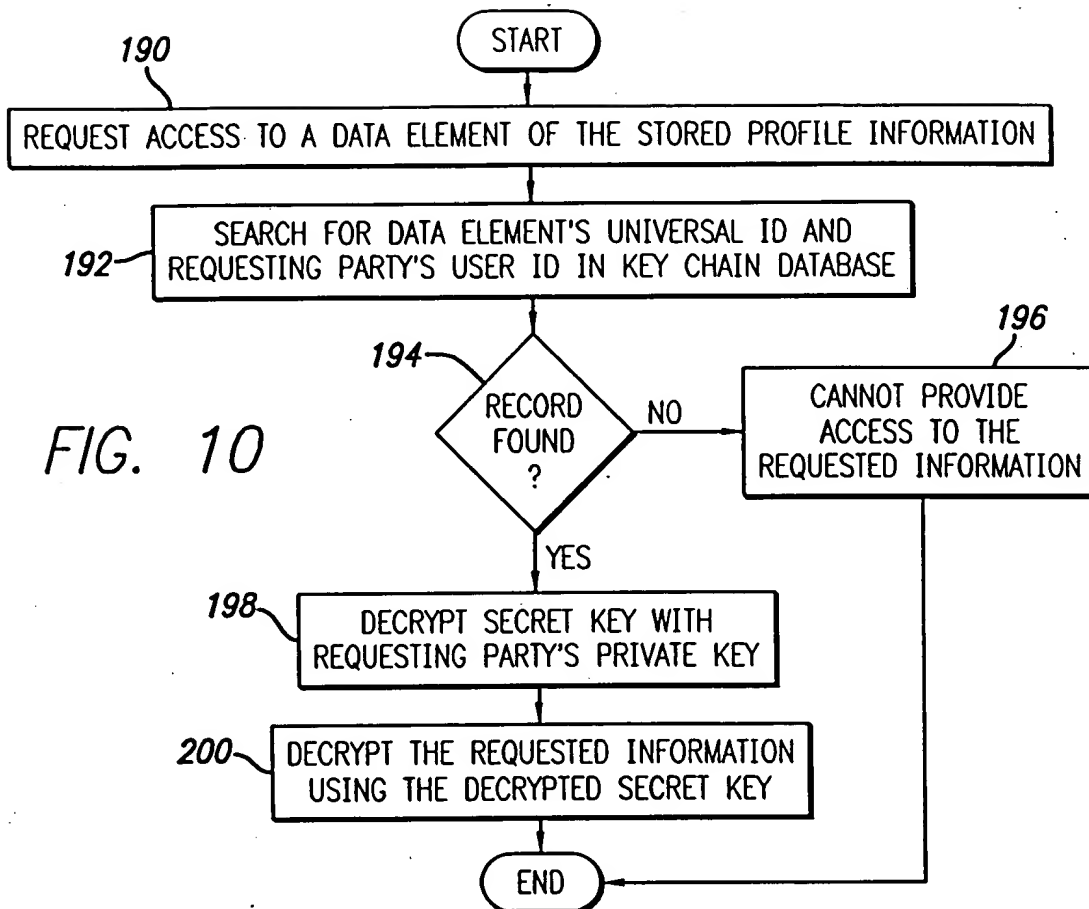 START
190
REQUEST ACCESS TO A DATA ELEMENT OF THE STORED PROFILE INFORMATION
SEARCH FOR DATA ELEMENT'S UNIVERSAL ID AND
192
REQUESTING PARTY'S USER ID IN KEY CHAIN DATABASE
194
RECORD
FOUND
?
NO
196
CANNOT PROVIDE
ACCESS TO THE
REQUESTED INFORMATION
FIG. 10
YES
198
DECRYPT SECRET KEY WITH
REQUESTING PARTY'S PRIVATE KEY
200
DECRYPT THE REQUESTED INFORMATION
USING THE DECRYPTED SECRET KEY
END